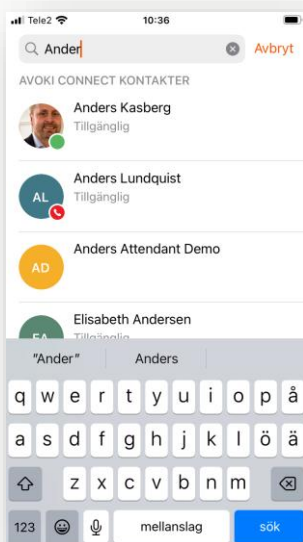 Tele2 10:36
Ander Avbryt
AVOKI CONNECT KONTAKTER
Anders Kasberg
Tillgänglig
Anders Lundquist
AL Tillgänglig
Anders Attendant Demo
AD
Elisabeth Andersen
EA Tillgänglig
"Ander" Anders
q w e r t y u i o p å
a s d f g h j k l ö ä
z x c v b n m
123 mellanslag sök